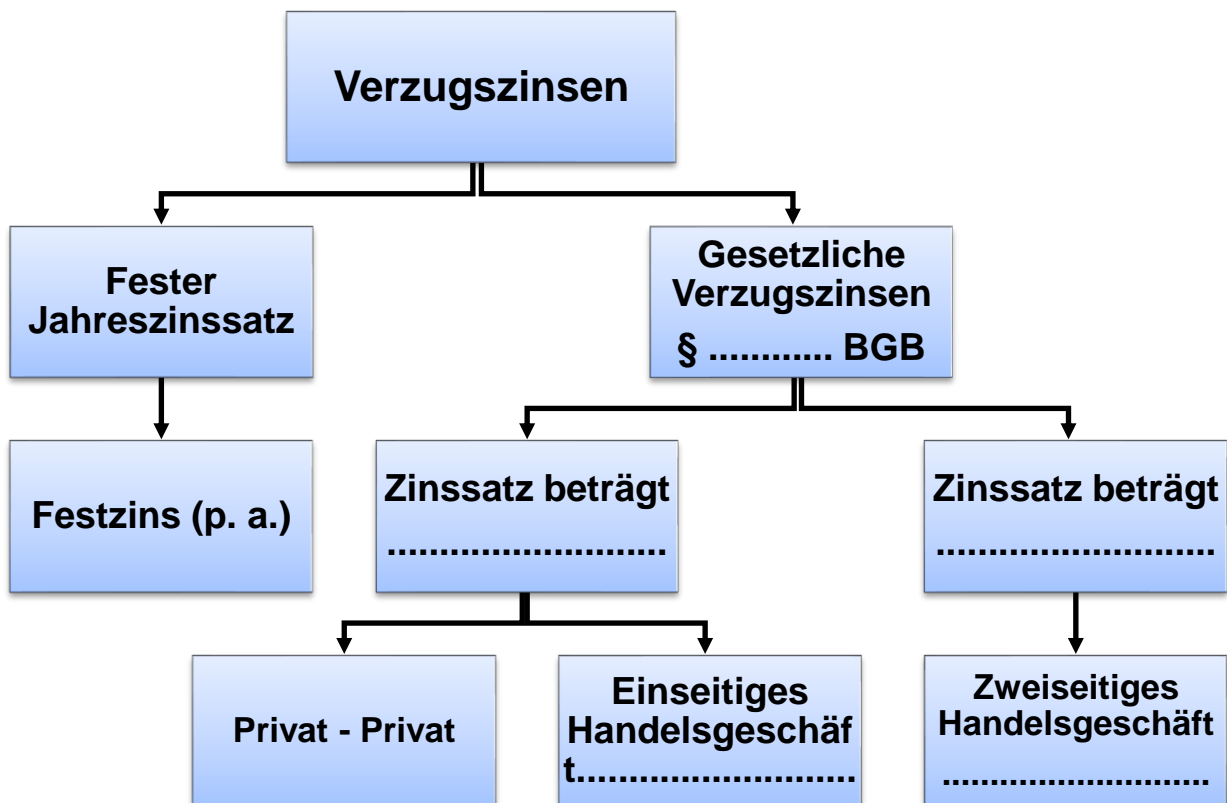 Verzugszinsen
Fester
Jahreszinssatz
Gesetzliche
Verzugszinsen
§ ............ BGB
Festzins (p. a.)
Zinssatz beträgt
...........................
Zinssatz beträgt
...........................
Privat - Privat
Einseitiges
Handelsgeschäf
t...........................
Zweiseitiges
Handelsgeschäft
...........................